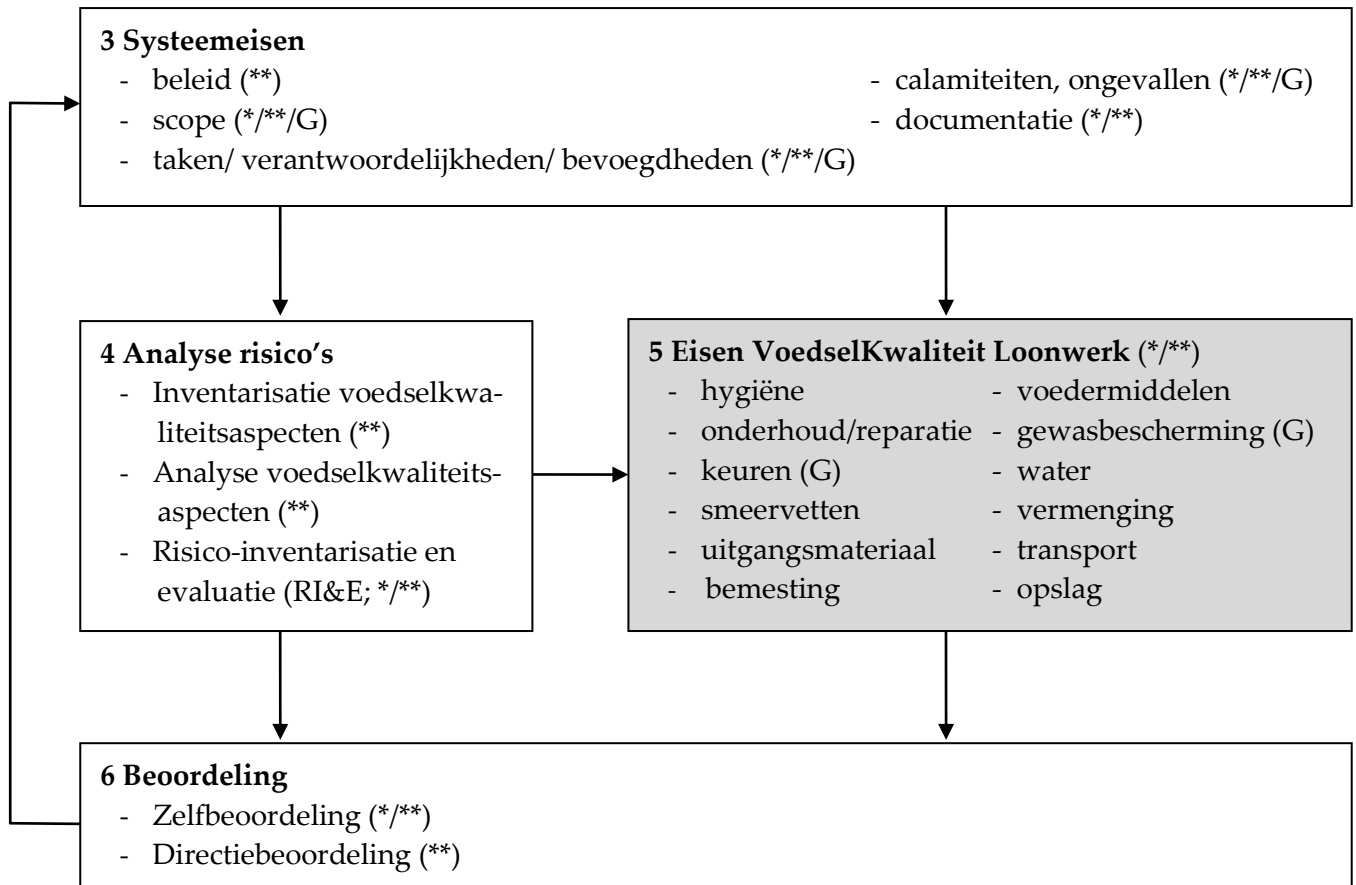 3 Systeemeisen
- beleid (**)
- scope (*/**/G)
- taken/ verantwoordelijkheden/ bevoegdheden (*/**/G)
- calamiteiten, ongevallen (*/**/G)
- documentatie (*/**)
4 Analyse risico’s
- Inventarisatie voedselkwa-
liteitsaspecten (**)
- Analyse voedselkwaliteits-
aspecten (**)
- Risico-inventarisatie en
evaluatie (RI&E; */**)
5 Eisen VoedselKwaliteit Loonwerk (*/**)
- hygiëne
- onderhoud/reparatie
- keuren (G)
- smeervetten
- uitgangsmateriaal
- bemesting
- voedermiddelen
- gewasbescherming (G)
- water
- vermenging
- transport
- opslag
6 Beoordeling
- Zelfbeoordeling (*/**)
- Directiebeoordeling (**)